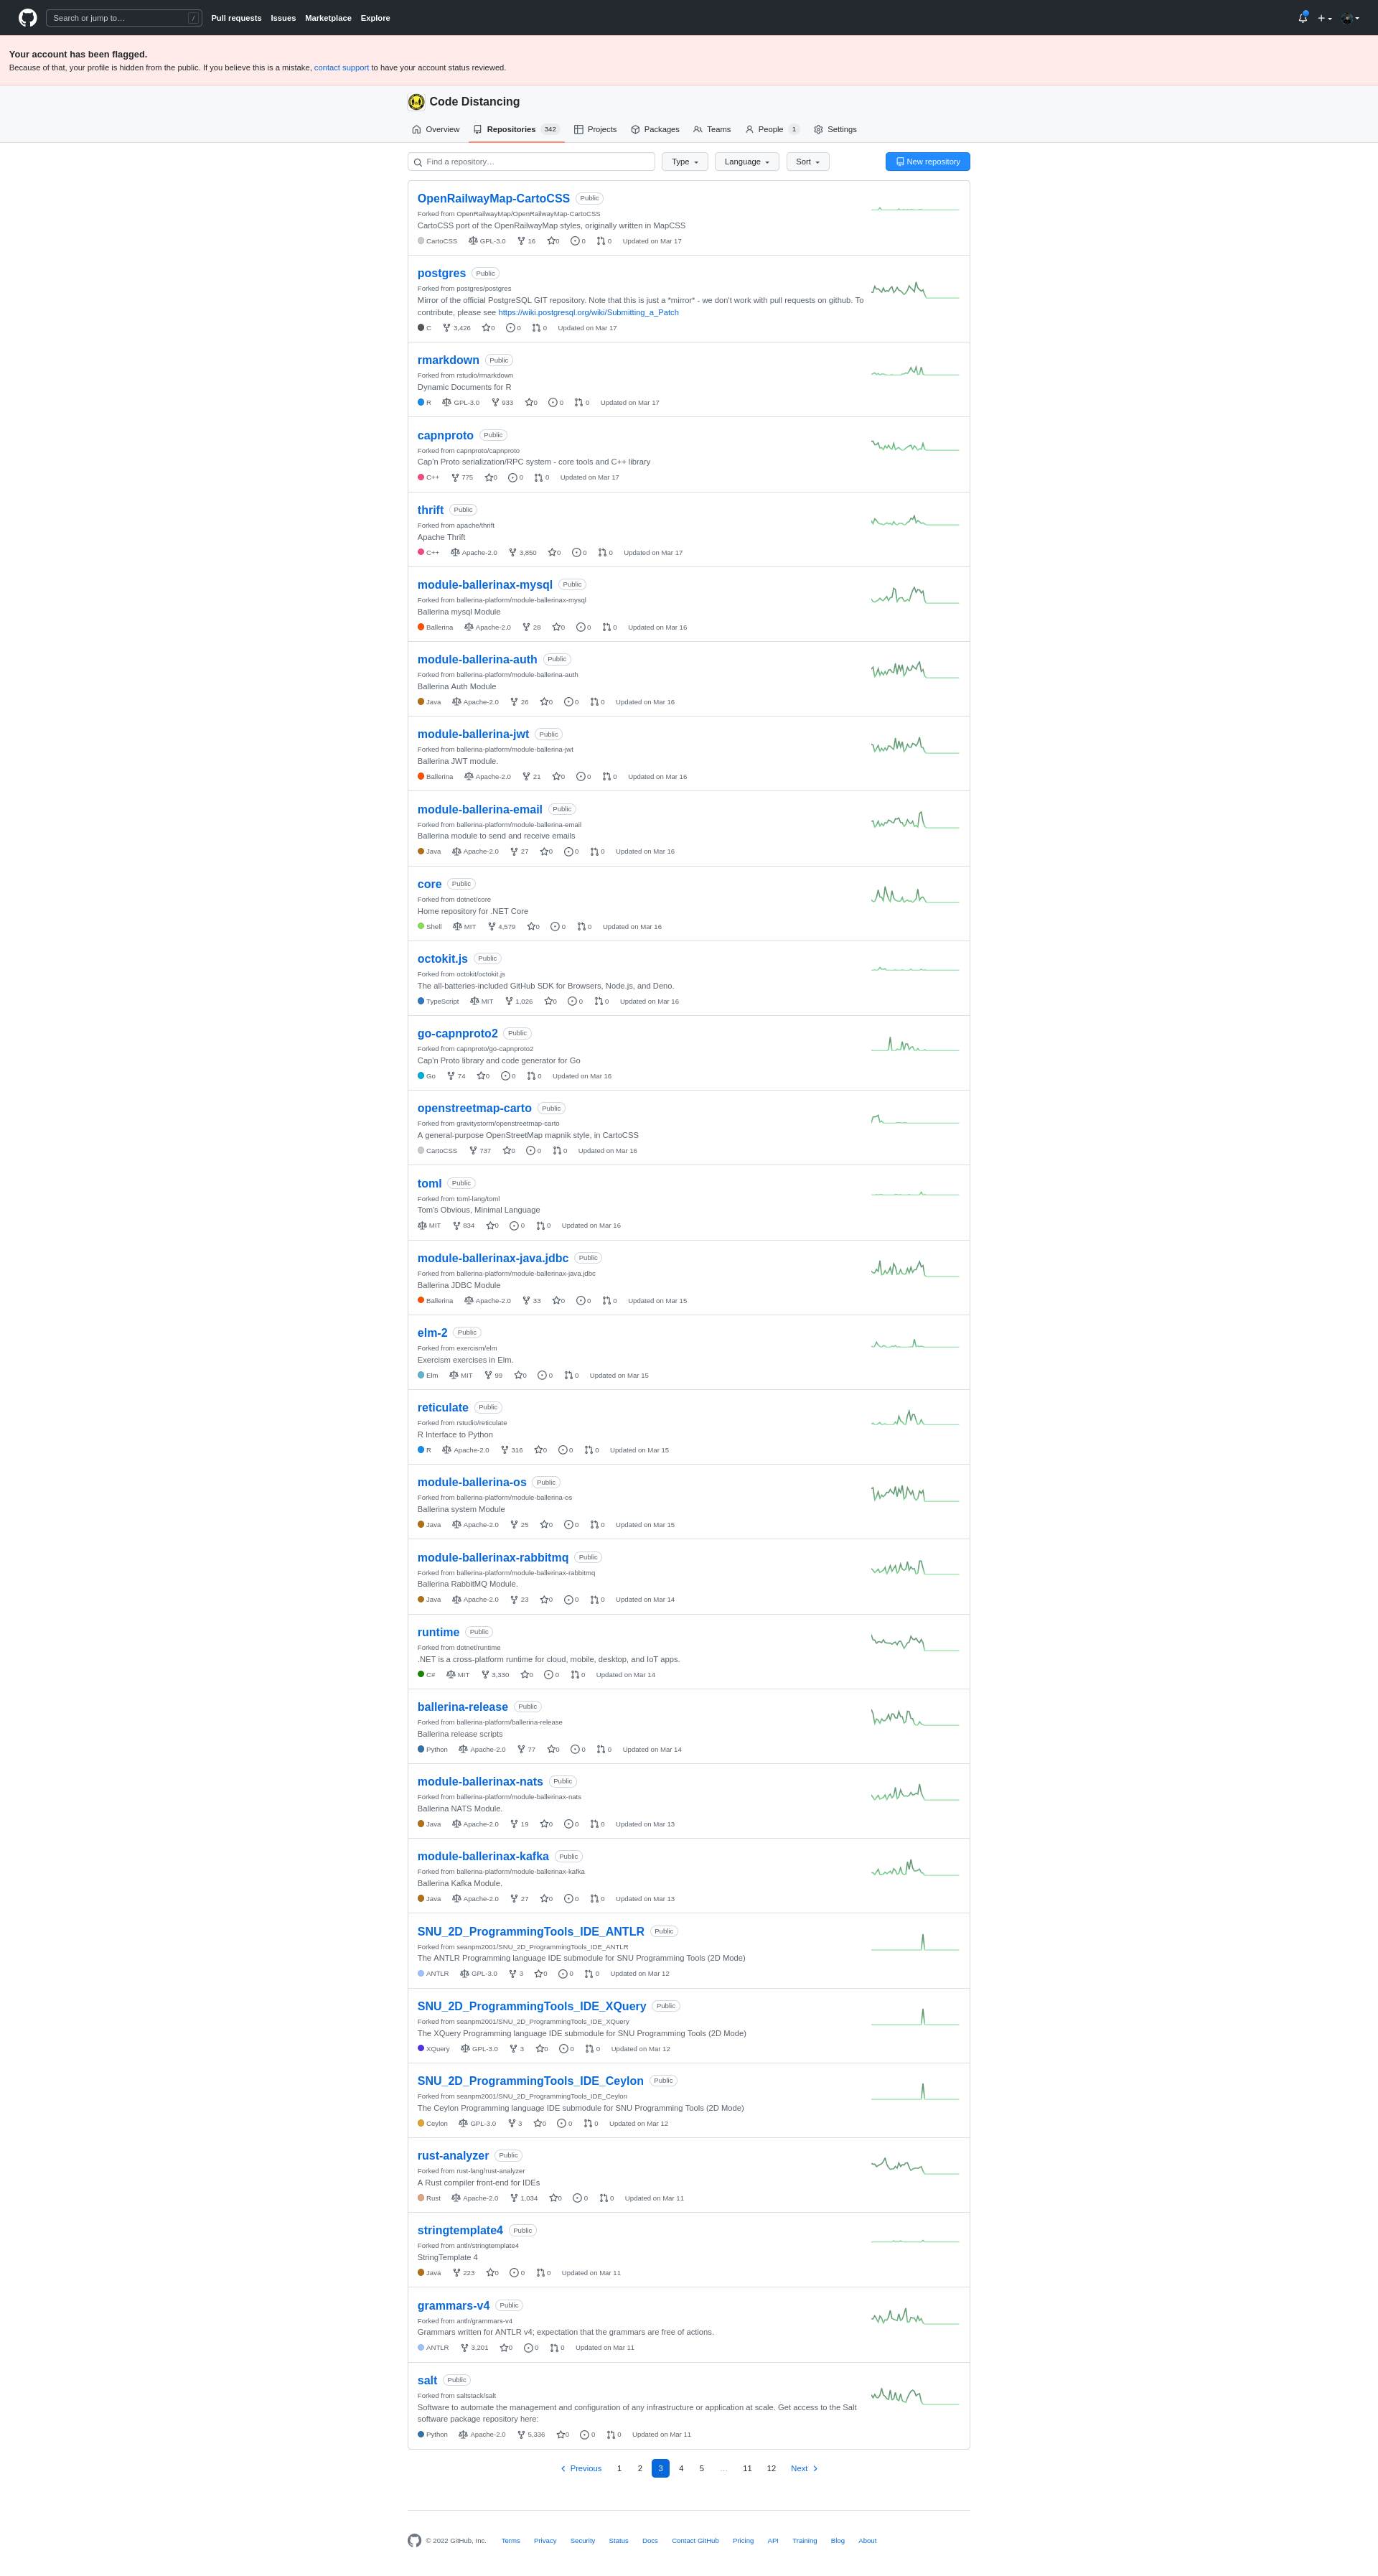 Search or jump to… /
Pull requests Issues Marketplace Explore
Your account has been flagged.
Because of that, your profile is hidden from the public. If you believe this is a mistake, contact support to have your account status reviewed.
Code Distancing
Overview Repositories 342 Projects Packages Teams People 1 Settings
Find a repository… Type Language Sort New repository
OpenRailwayMap-CartoCSS Public
Forked from OpenRailwayMap/OpenRailwayMap-CartoCSS
CartoCSS port of the OpenRailwayMap styles, originally written in MapCSS
CartoCSS GPL-3.0 16 0 0 0 Updated on Mar 17
postgres Public
Forked from postgres/postgres
Mirror of the official PostgreSQL GIT repository. Note that this is just a *mirror* - we don't work with pull requests on github. To
contribute, please see https://wiki.postgresql.org/wiki/Submitting_a_Patch
C 3,426 0 0 0 Updated on Mar 17
rmarkdown Public
Forked from rstudio/rmarkdown
Dynamic Documents for R
R GPL-3.0 933 0 0 0 Updated on Mar 17
capnproto Public
Forked from capnproto/capnproto
Cap'n Proto serialization/RPC system - core tools and C++ library
C++ 775 0 0 0 Updated on Mar 17
thrift Public
Forked from apache/thrift
Apache Thrift
C++ Apache-2.0 3,850 0 0 0 Updated on Mar 17
module-ballerinax-mysql Public
Forked from ballerina-platform/module-ballerinax-mysql
Ballerina mysql Module
Ballerina Apache-2.0 28 0 0 0 Updated on Mar 16
module-ballerina-auth Public
Forked from ballerina-platform/module-ballerina-auth
Ballerina Auth Module
Java Apache-2.0 26 0 0 0 Updated on Mar 16
module-ballerina-jwt Public
Forked from ballerina-platform/module-ballerina-jwt
Ballerina JWT module.
Ballerina Apache-2.0 21 0 0 0 Updated on Mar 16
module-ballerina-email Public
Forked from ballerina-platform/module-ballerina-email
Ballerina module to send and receive emails
Java Apache-2.0 27 0 0 0 Updated on Mar 16
core Public
Forked from dotnet/core
Home repository for .NET Core
Shell MIT 4,579 0 0 0 Updated on Mar 16
octokit.js Public
Forked from octokit/octokit.js
The all-batteries-included GitHub SDK for Browsers, Node.js, and Deno.
TypeScript MIT 1,026 0 0 0 Updated on Mar 16
go-capnproto2 Public
Forked from capnproto/go-capnproto2
Cap'n Proto library and code generator for Go
Go 74 0 0 0 Updated on Mar 16
openstreetmap-carto Public
Forked from gravitystorm/openstreetmap-carto
A general-purpose OpenStreetMap mapnik style, in CartoCSS
CartoCSS 737 0 0 0 Updated on Mar 16
toml Public
Forked from toml-lang/toml
Tom's Obvious, Minimal Language
MIT 834 0 0 0 Updated on Mar 16
module-ballerinax-java.jdbc Public
Forked from ballerina-platform/module-ballerinax-java.jdbc
Ballerina JDBC Module
Ballerina Apache-2.0 33 0 0 0 Updated on Mar 15
elm-2 Public
Forked from exercism/elm
Exercism exercises in Elm.
Elm MIT 99 0 0 0 Updated on Mar 15
reticulate Public
Forked from rstudio/reticulate
R Interface to Python
R Apache-2.0 316 0 0 0 Updated on Mar 15
module-ballerina-os Public
Forked from ballerina-platform/module-ballerina-os
Ballerina system Module
Java Apache-2.0 25 0 0 0 Updated on Mar 15
module-ballerinax-rabbitmq Public
Forked from ballerina-platform/module-ballerinax-rabbitmq
Ballerina RabbitMQ Module.
Java Apache-2.0 23 0 0 0 Updated on Mar 14
runtime Public
Forked from dotnet/runtime
.NET is a cross-platform runtime for cloud, mobile, desktop, and IoT apps.
C# MIT 3,330 0 0 0 Updated on Mar 14
ballerina-release Public
Forked from ballerina-platform/ballerina-release
Ballerina release scripts
Python Apache-2.0 77 0 0 0 Updated on Mar 14
module-ballerinax-nats Public
Forked from ballerina-platform/module-ballerinax-nats
Ballerina NATS Module.
Java Apache-2.0 19 0 0 0 Updated on Mar 13
module-ballerinax-kafka Public
Forked from ballerina-platform/module-ballerinax-kafka
Ballerina Kafka Module.
Java Apache-2.0 27 0 0 0 Updated on Mar 13
SNU_2D_ProgrammingTools_IDE_ANTLR Public
Forked from seanpm2001/SNU_2D_ProgrammingTools_IDE_ANTLR
The ANTLR Programming language IDE submodule for SNU Programming Tools (2D Mode)
ANTLR GPL-3.0 3 0 0 0 Updated on Mar 12
SNU_2D_ProgrammingTools_IDE_XQuery Public
Forked from seanpm2001/SNU_2D_ProgrammingTools_IDE_XQuery
The XQuery Programming language IDE submodule for SNU Programming Tools (2D Mode)
XQuery GPL-3.0 3 0 0 0 Updated on Mar 12
SNU_2D_ProgrammingTools_IDE_Ceylon Public
Forked from seanpm2001/SNU_2D_ProgrammingTools_IDE_Ceylon
The Ceylon Programming language IDE submodule for SNU Programming Tools (2D Mode)
Ceylon GPL-3.0 3 0 0 0 Updated on Mar 12
rust-analyzer Public
Forked from rust-lang/rust-analyzer
A Rust compiler front-end for IDEs
Rust Apache-2.0 1,034 0 0 0 Updated on Mar 11
stringtemplate4 Public
Forked from antlr/stringtemplate4
StringTemplate 4
Java 223 0 0 0 Updated on Mar 11
grammars-v4 Public
Forked from antlr/grammars-v4
Grammars written for ANTLR v4; expectation that the grammars are free of actions.
ANTLR 3,201 0 0 0 Updated on Mar 11
salt Public
Forked from saltstack/salt
Software to automate the management and configuration of any infrastructure or application at scale. Get access to the Salt
software package repository here:
Python Apache-2.0 5,336 0 0 0 Updated on Mar 11
Previous 1 2 3 4 5 … 11 12 Next
© 2022 GitHub, Inc. Terms Privacy Security Status Docs Contact GitHub Pricing API Training Blog About